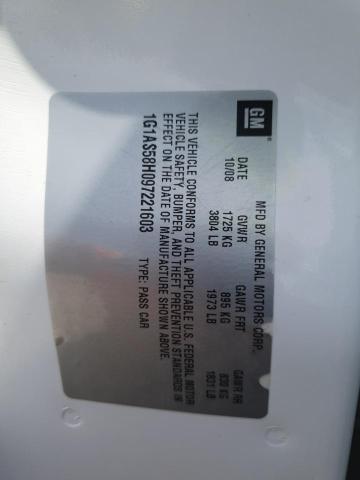 GM
MFD BY GENERAL MOTORS CORP.
DATE GVWR GAWR FRT GAWR RR
10/08 1725 KG 895 KG 830 KG
3804 LB 1973 LB 1831 LB
THIS VEHICLE CONFORMS TO ALL APPLICABLE U.S. FEDERAL MOTOR
VEHICLE SAFETY, BUMPER, AND THEFT PREVENTION STANDARDS IN
EFFECT ON THE DATE OF MANUFACTURE SHOWN ABOVE.
1G1AS58H097221603 TYPE: PASS CAR